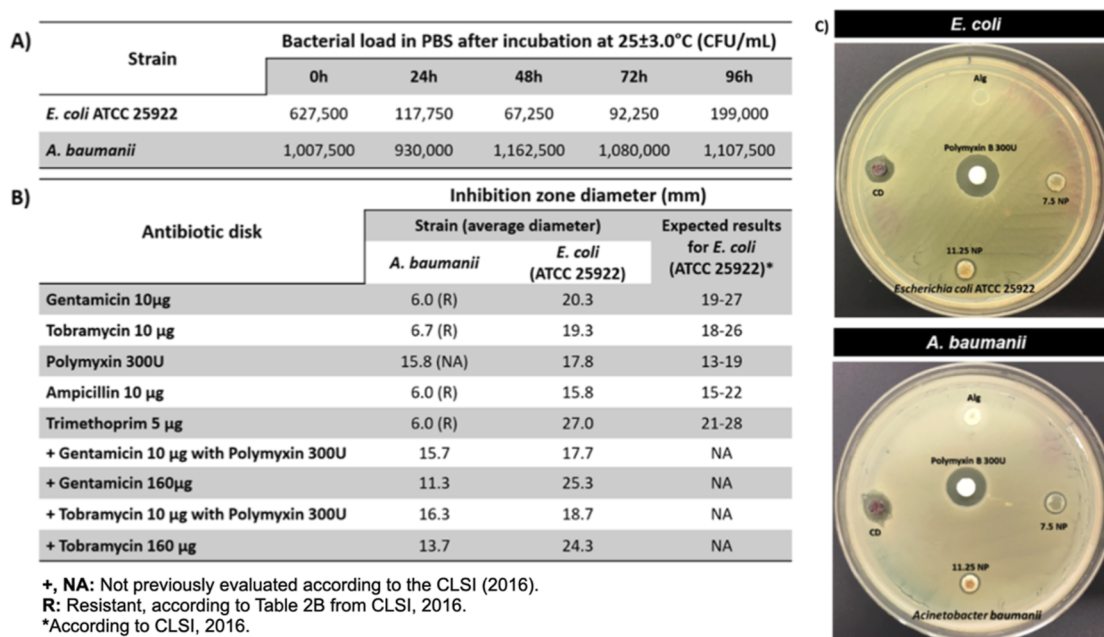 A)
Strain
Bacterial load in PBS after incubation at 25±3.0°C (CFU/mL)
0h 24h 48h 72h 96h
E. coli ATCC 25922 627,500 117,750 67,250 92,250 199,000
A. baumanii 1,007,500 930,000 1,162,500 1,080,000 1,107,500
B)
Antibiotic disk
Inhibition zone diameter (mm)
Strain (average diameter)
Expected results
for E. coli
(ATCC 25922)*
A. baumanii
E. coli
(ATCC 25922)
Gentamicin 10µg 6.0 (R) 20.3 19-27
Tobramycin 10 µg 6.7 (R) 19.3 18-26
Polymyxin 300U 15.8 (NA) 17.8 13-19
Ampicillin 10 µg 6.0 (R) 15.8 15-22
Trimethoprim 5 µg 6.0 (R) 27.0 21-28
+ Gentamicin 10 µg with Polymyxin 300U 15.7 17.7 NA
+ Gentamicin 160µg 11.3 25.3 NA
+ Tobramycin 10 µg with Polymyxin 300U 16.3 18.7 NA
+ Tobramycin 160 µg 13.7 24.3 NA
+, NA: Not previously evaluated according to the CLSI (2016).
R: Resistant, according to Table 2B from CLSI, 2016.
*According to CLSI, 2016.
C)
E. coli
Alg
Polymyxin B 300U
CD
7.5 NP
11.25 NP
Escherichia coli ATCC 25922
A. baumanii
Alg
Polymyxin B 300U
CD
7.5 NP
11.25 NP
Acinetobacter baumanii